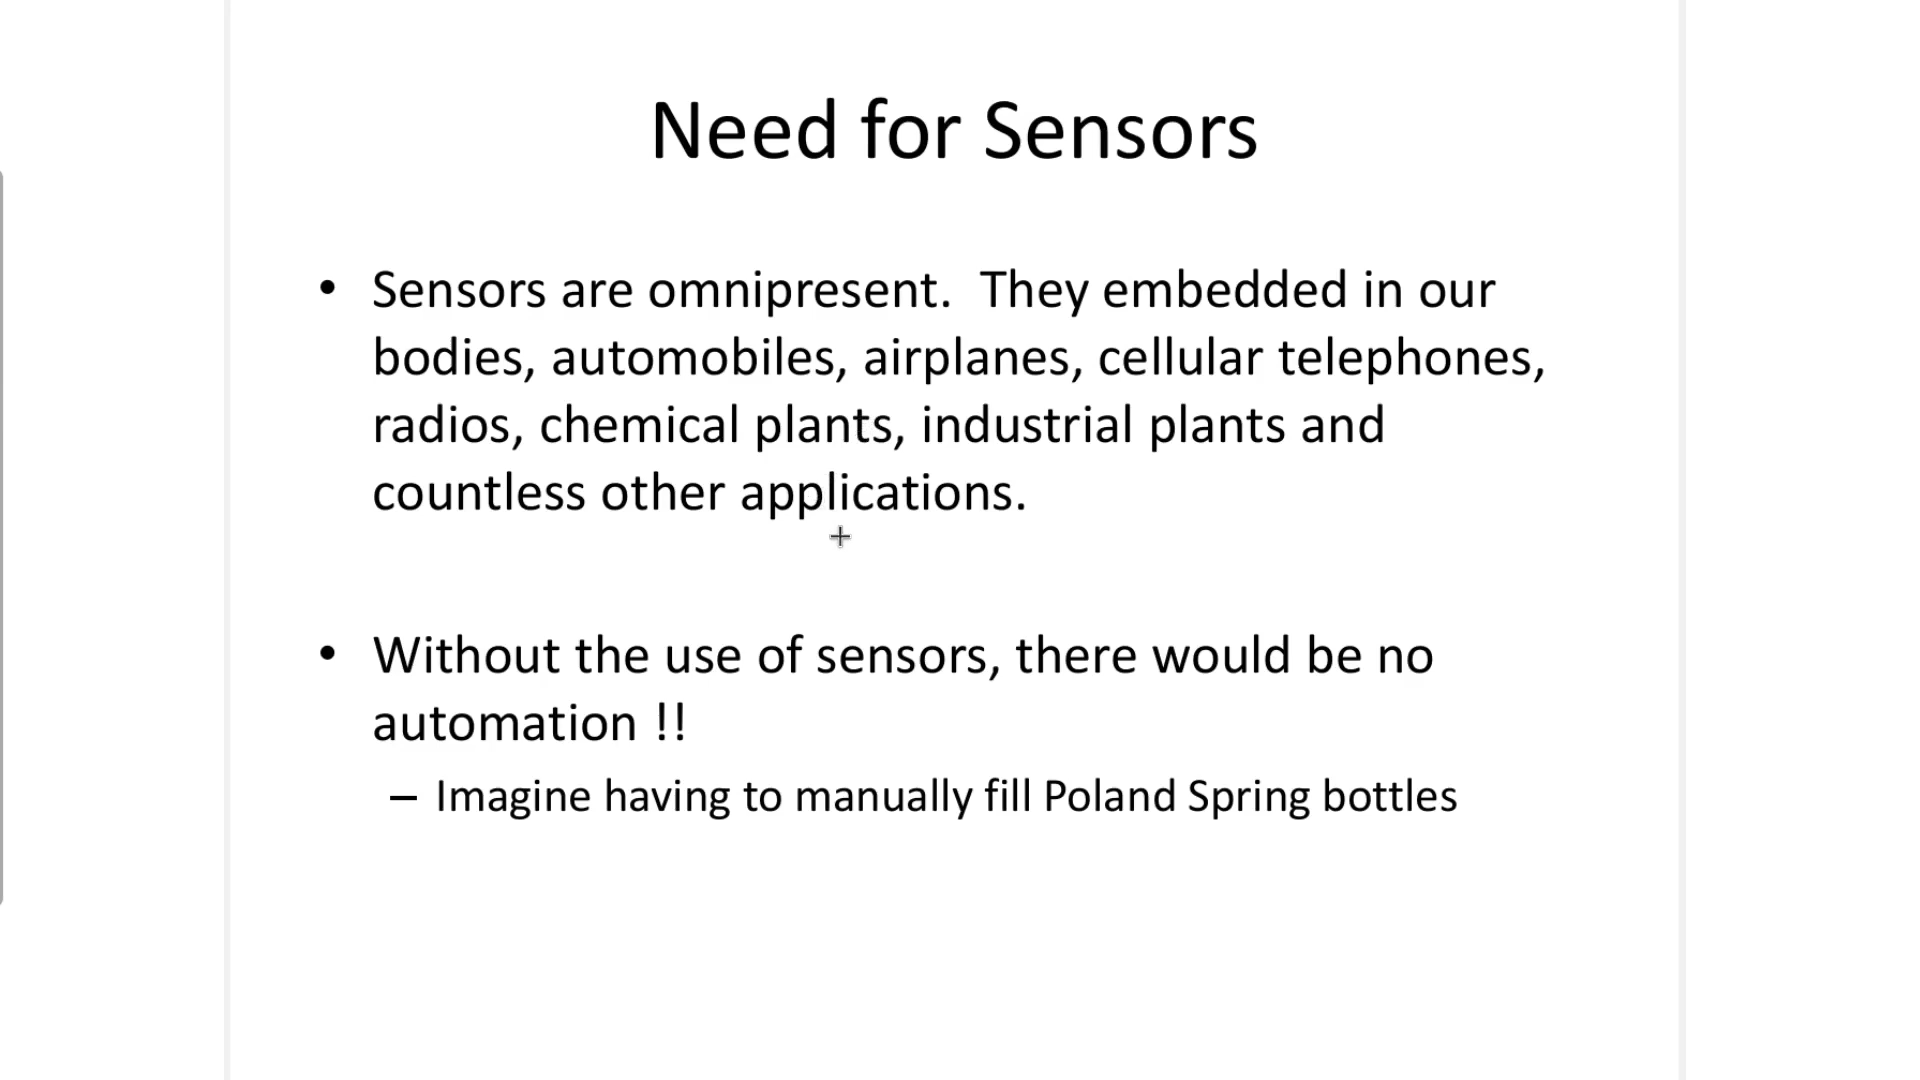 Need for Sensors
• Sensors are omnipresent.  They embedded in our
bodies, automobiles, airplanes, cellular telephones,
radios, chemical plants, industrial plants and
countless other applications.
• Without the use of sensors, there would be no
automation !!
– Imagine having to manually fill Poland Spring bottles